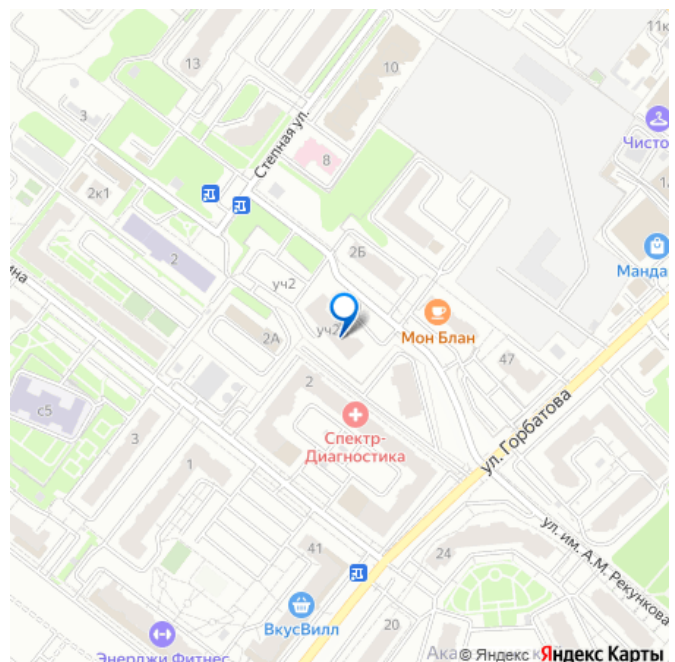 11к
13
10
Чисто
3
Степная ул.
8
2к1
2
2Б
Манда
ина
уч2
уч2
2А
Мон Блан
47
2
Спектр-
Диагностика
ул. Горбатова
с5
3
1
ул. им. А.М. Рекункова
41
24
ВкусВилл
20
Энерджи Фитнес
Ака
к
© Яндекс
Яндекс Карты